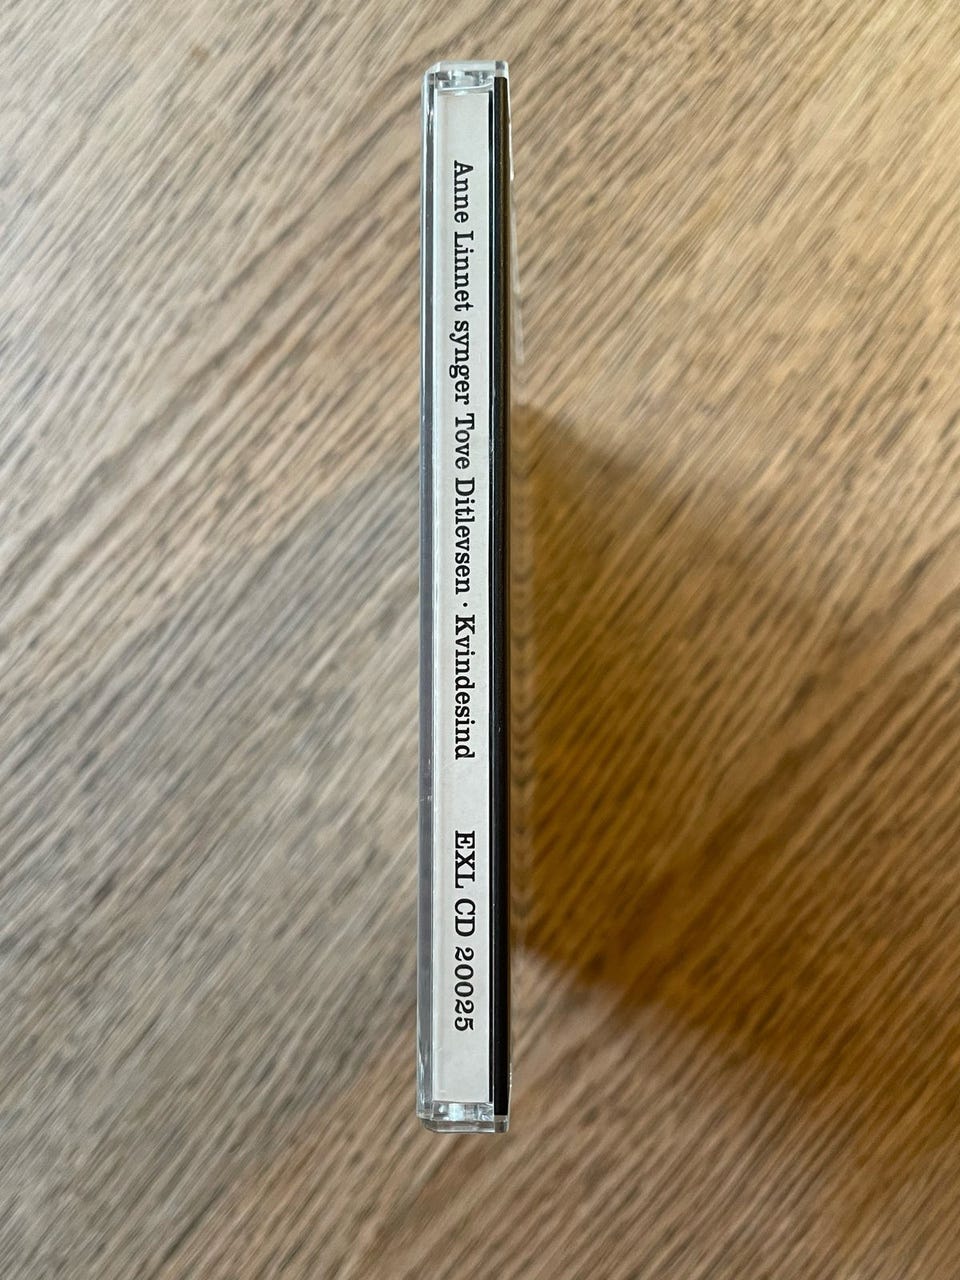 Anne Linnet synger Tove Ditlevsen · Kvindesind EXL CD 20025